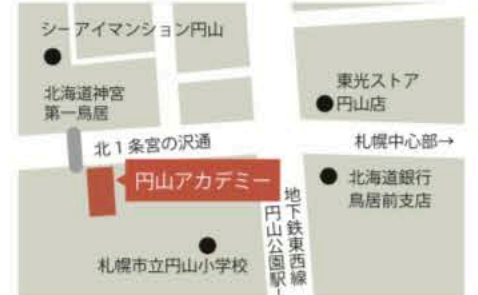 シーアイマンション円山
北海道神宮
第一鳥居
東光ストア
円山店
北1条宮の沢通
札幌中心部→
円山アカデミー
北海道銀行
鳥居前支店
地下鉄東西線
円山公園駅↓
札幌市立円山小学校